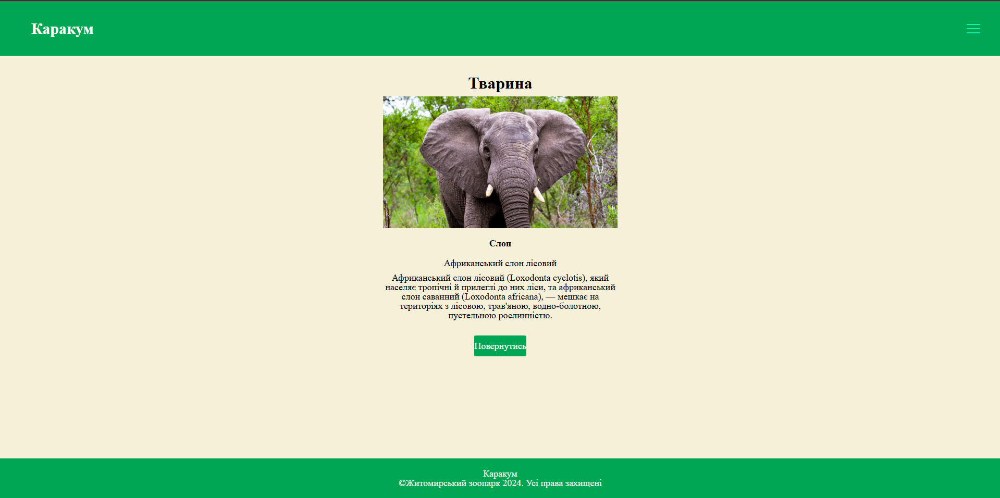 Каракум
Тварина
Слон
Африканський слон лісовий
Африканський слон лісовий (Loxodonta cyclotis), який
населяє тропічні й прилеглі до них ліси, та африканський
слон саванний (Loxodonta africana), — мешкає на
територіях з лісовою, трав'яною, водно-болотною,
пустельною рослинністю.
Повернутись
Каракум
©Житомирський зоопарк 2024. Усі права захищені